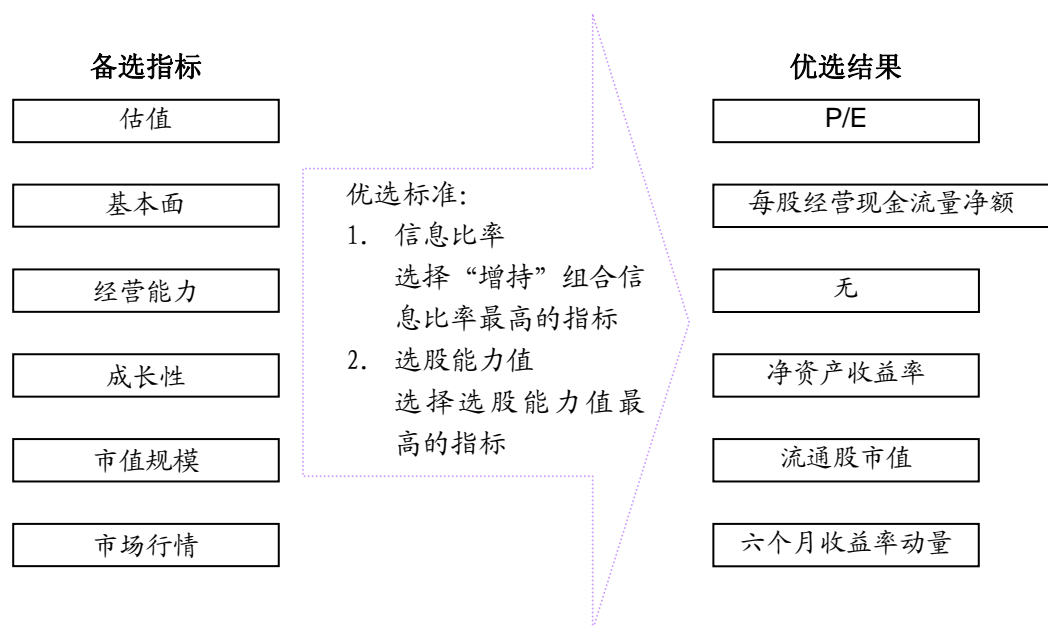 备选指标
优选结果
估值
P/E
基本面
每股经营现金流量净额
经营能力
无
成长性
净资产收益率
市值规模
流通股市值
市场行情
六个月收益率动量
优选标准:
1. 信息比率
选择“增持”组合信
息比率最高的指标
2. 选股能力值
选择选股能力值最
高的指标